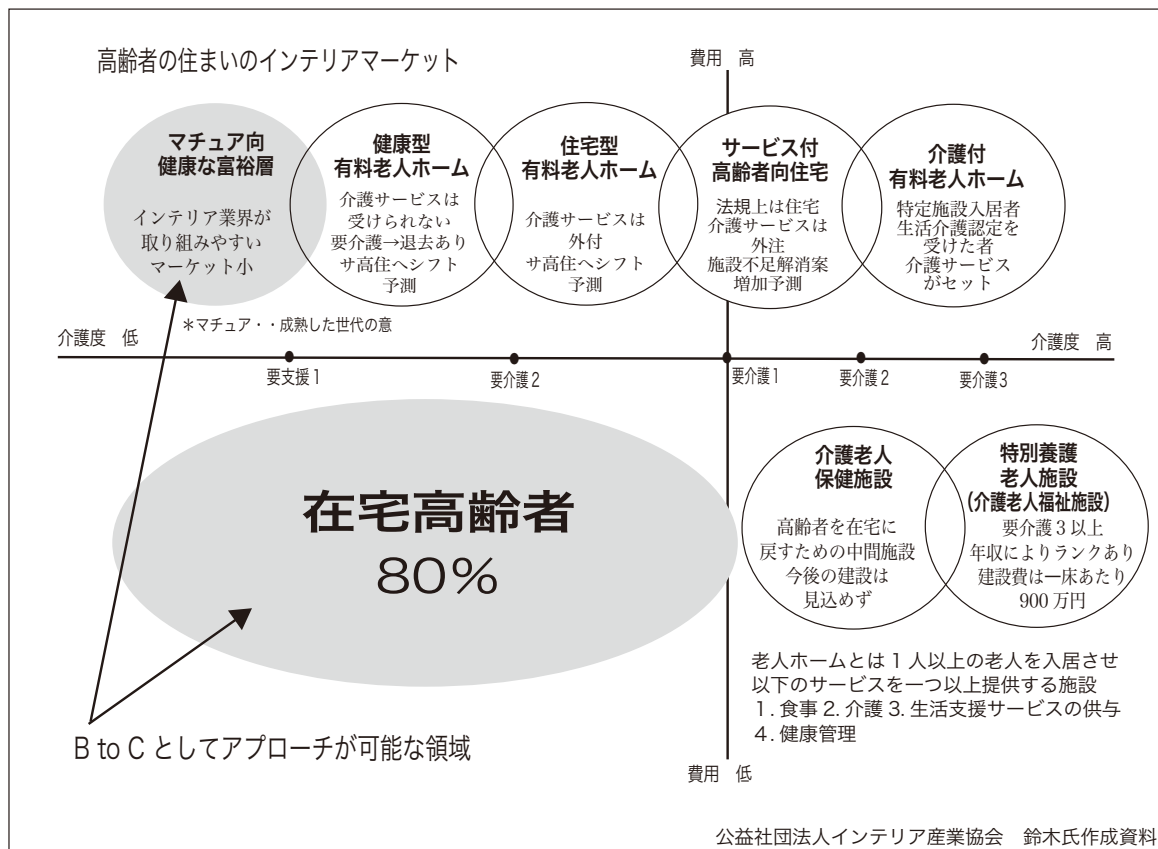 高齢者の住まいのインテリアマーケット
費用　高
マチュア向
健康な富裕層
インテリア業界が
取り組みやすい
マーケット小
健康型
有料老人ホーム
介護サービスは
受けられない
要介護→退去あり
サ高住へシフト
予測
住宅型
有料老人ホーム
介護サービスは
外付
サ高住へシフト
予測
サービス付
高齢者向住宅
法規上は住宅
介護サービスは
外注
施設不足解消案
増加予測
介護付
有料老人ホーム
特定施設入居者
生活介護認定を
受けた者
介護サービス
がセット
＊マチュア・・成熟した世代の意
介護度　低
介護度　高
要支援1
要介護2
要介護1
要介護2
要介護3
在宅高齢者
80%
介護老人
保健施設
高齢者を在宅に
戻すための中間施設
今後の建設は
見込めず
特別養護
老人施設
(介護老人福祉施設)
要介護3以上
年収によりランクあり
建設費は一床あたり
900万円
老人ホームとは1人以上の老人を入居させ
以下のサービスを一つ以上提供する施設
1. 食事 2. 介護 3. 生活支援サービスの供与
4. 健康管理
B to C としてアプローチが可能な領域
費用　低
公益社団法人インテリア産業協会　鈴木氏作成資料